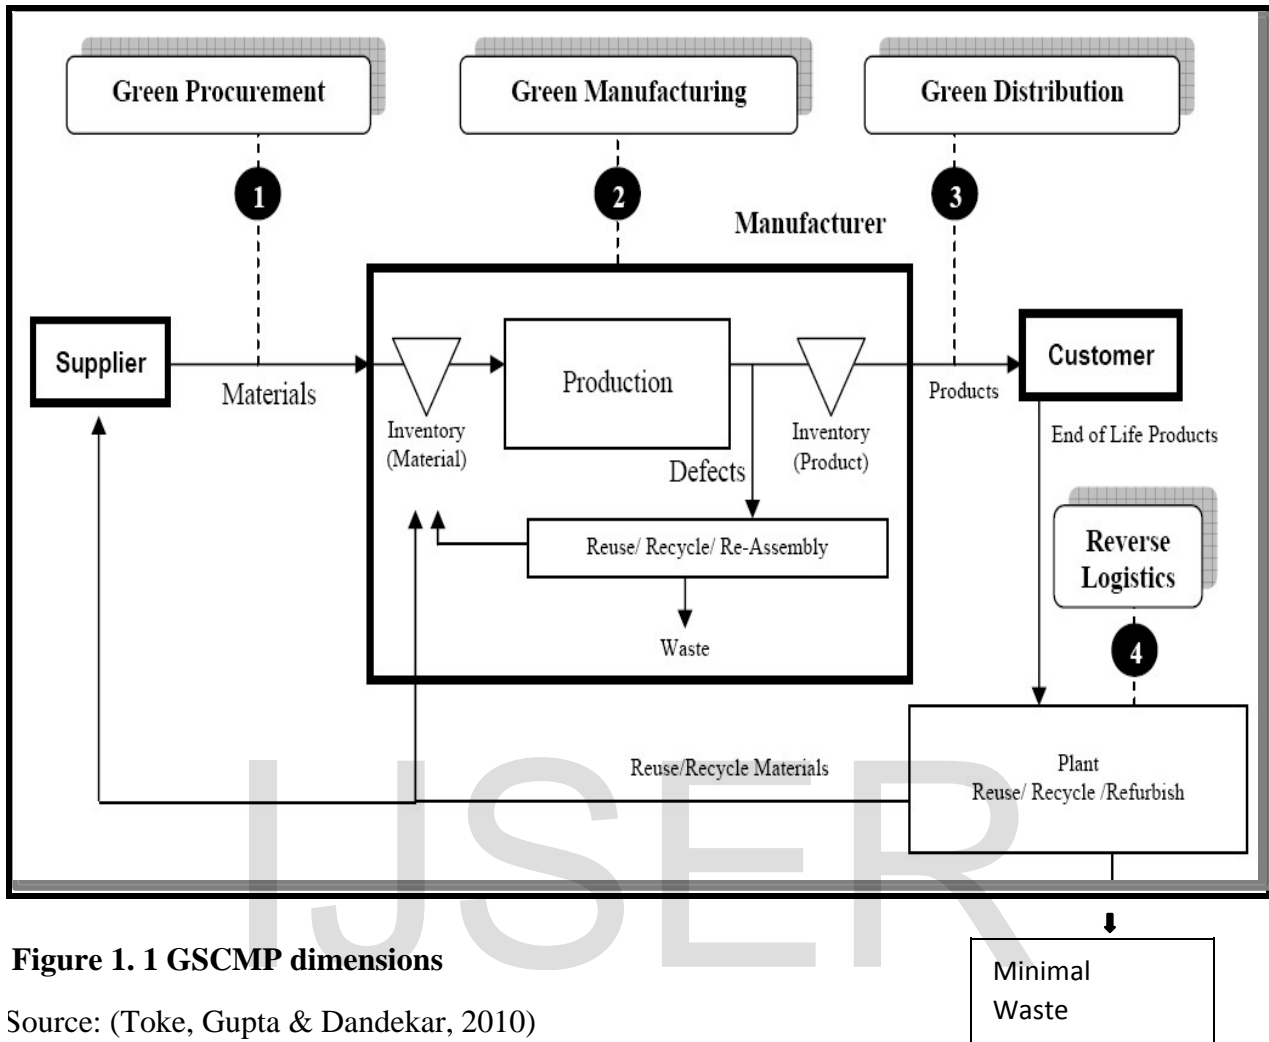 Green Procurement
Green Manufacturing
Green Distribution
1
2
3
Manufacturer
Supplier
Materials
Inventory
(Material)
Production
Defects
Inventory
(Product)
Products
Customer
End of Life Products
Reuse/ Recycle/ Re-Assembly
Waste
Reverse
Logistics
4
Reuse/Recycle Materials
Plant
Reuse/ Recycle /Refurbish
IJSER
Minimal
Waste
Figure 1. 1 GSCMP dimensions
Source: (Toke, Gupta & Dandekar, 2010)